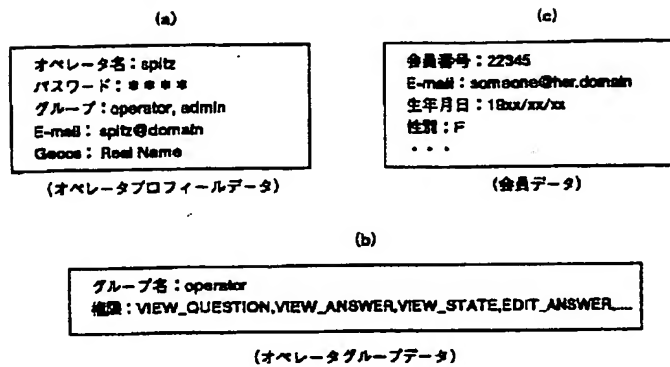 (a)
オペレータ名：spitz
パスワード：＊＊＊＊
グループ：operator, admin
E-mail：spitz@domain
Gecos：Real Name
(オペレータプロフィールデータ)
(c)
会員番号：22345
E-mail：someone@her.domain
生年月日：19xx/xx/xx
性別：F
・・・
(会員データ)
(b)
グループ名：operator
権限：VIEW_QUESTION,VIEW_ANSWER,VIEW_STATE,EDIT_ANSWER,....
(オペレータグループデータ)